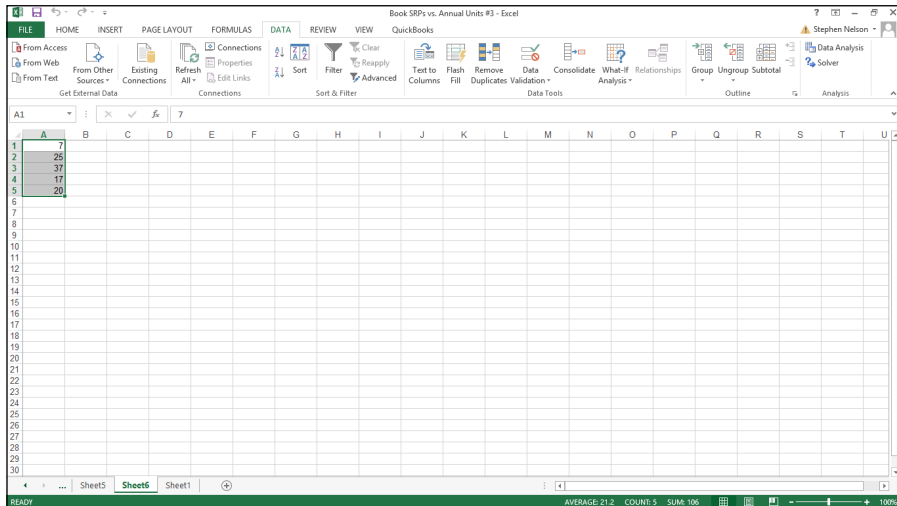 Book SRPs vs. Annual Units #3 - Excel
FILE HOME INSERT PAGE LAYOUT FORMULAS DATA REVIEW VIEW QuickBooks Stephen Nelson
From Access
From Web
From Text
From Other Sources
Existing Connections
Get External Data
Refresh All
Connections
Properties
Edit Links
Connections
Sort
Filter
Clear
Reapply
Advanced
Sort & Filter
Text to Columns
Flash Fill
Remove Duplicates
Data Validation
Consolidate
What-If Analysis
Relationships
Data Tools
Group
Ungroup
Subtotal
Outline
Data Analysis
Solver
Analysis
A1 fx 7
A B C D E F G H I J K L M N O P Q R S T U
1 7
2 25
3 37
4 17
5 20
6
7
8
9
10
11
12
13
14
15
16
17
18
19
20
21
22
23
24
25
26
27
28
29
30
... Sheet5 Sheet6 Sheet1
READY AVERAGE: 21.2 COUNT: 5 SUM: 106 100%